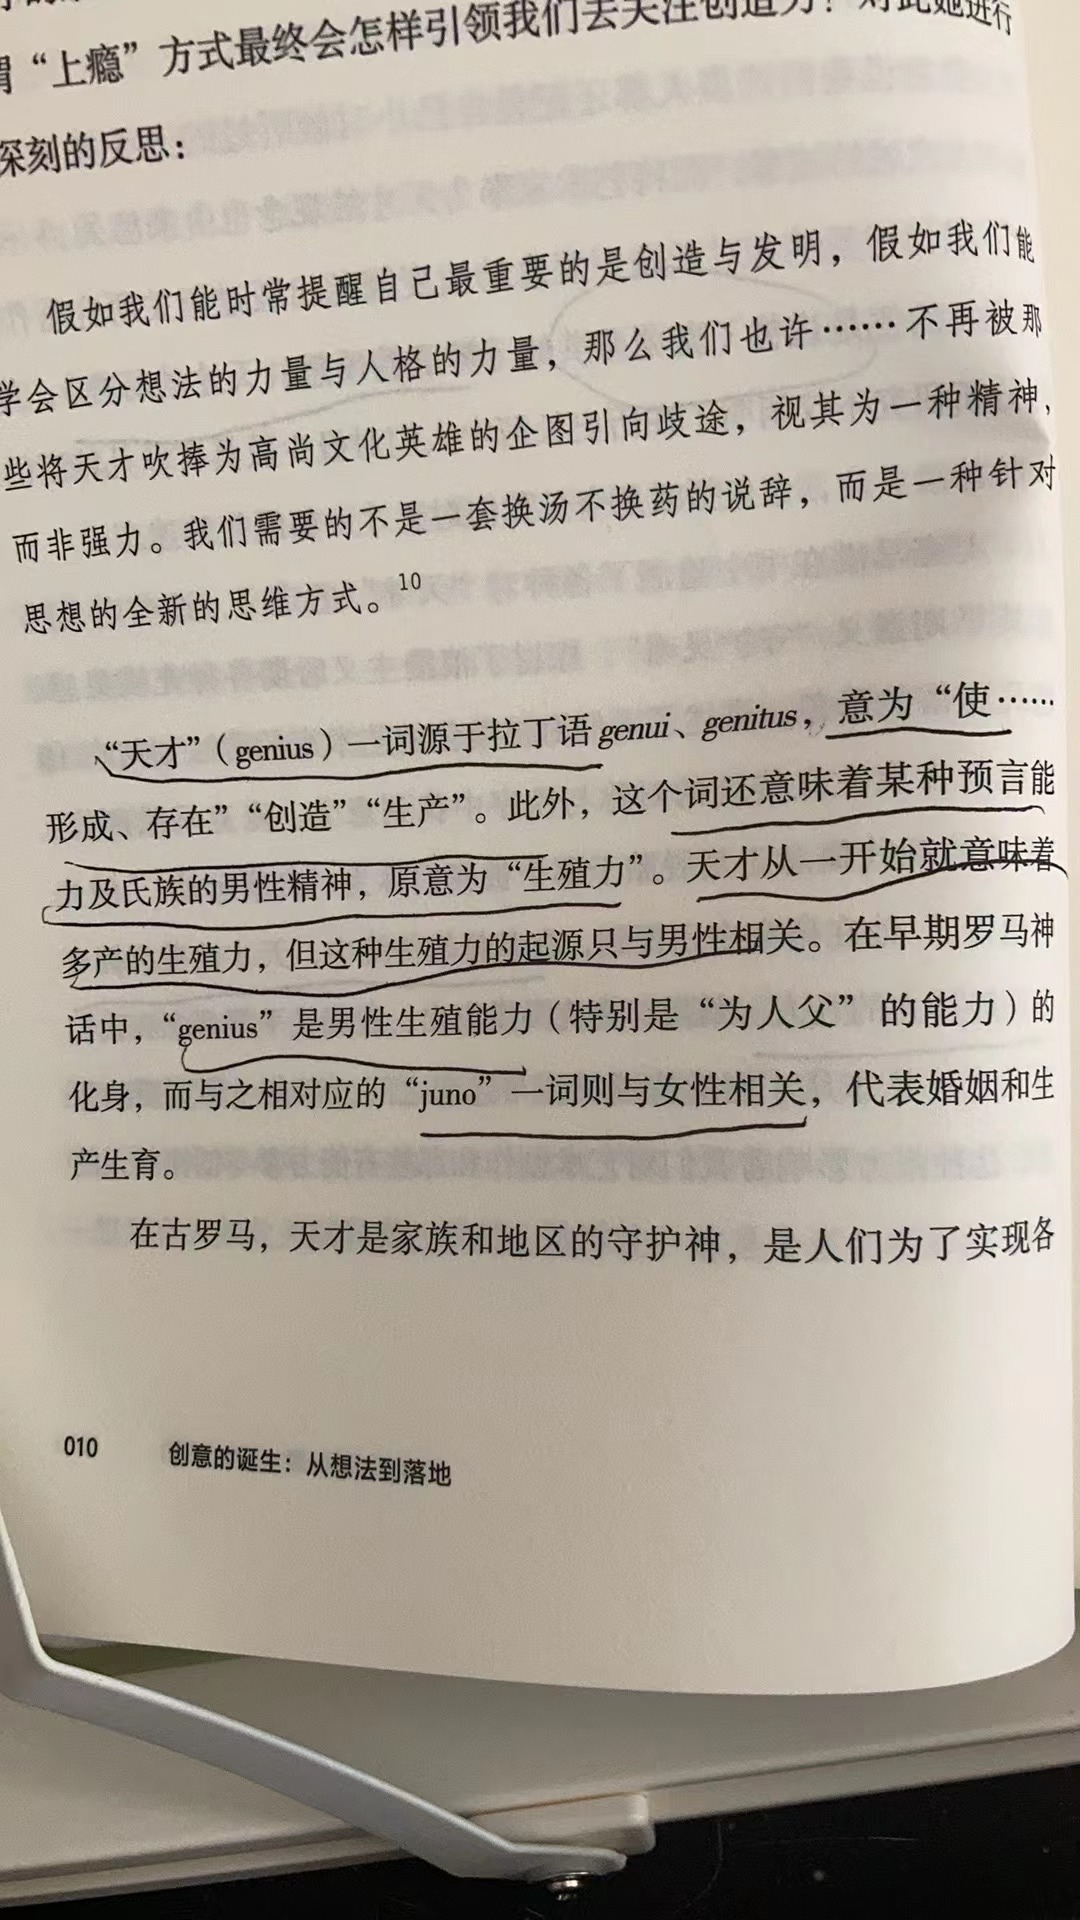 “上瘾”方式最终会怎样引领我们去关注创造力？对此她进行
深刻的反思：
假如我们能时常提醒自己最重要的是创造与发明，假如我们能
学会区分想法的力量与人格的力量，那么我们也许……不再被那
些将天才吹捧为高尚文化英雄的企图引向歧途，视其为一种精神，
而非强力。我们需要的不是一套换汤不换药的说辞，而是一种针对
思想的全新的思维方式。10
“天才”（genius）一词源于拉丁语 genui、genitus，意为“使……
形成、存在”“创造”“生产”。此外，这个词还意味着某种预言能
力及氏族的男性精神，原意为“生殖力”。天才从一开始就意味着
多产的生殖力，但这种生殖力的起源只与男性相关。在早期罗马神
话中，“genius”是男性生殖能力（特别是“为人父”的能力）的
化身，而与之相对应的“juno”一词则与女性相关，代表婚姻和生
产生育。
在古罗马，天才是家族和地区的守护神，是人们为了实现各
010 创意的诞生：从想法到落地